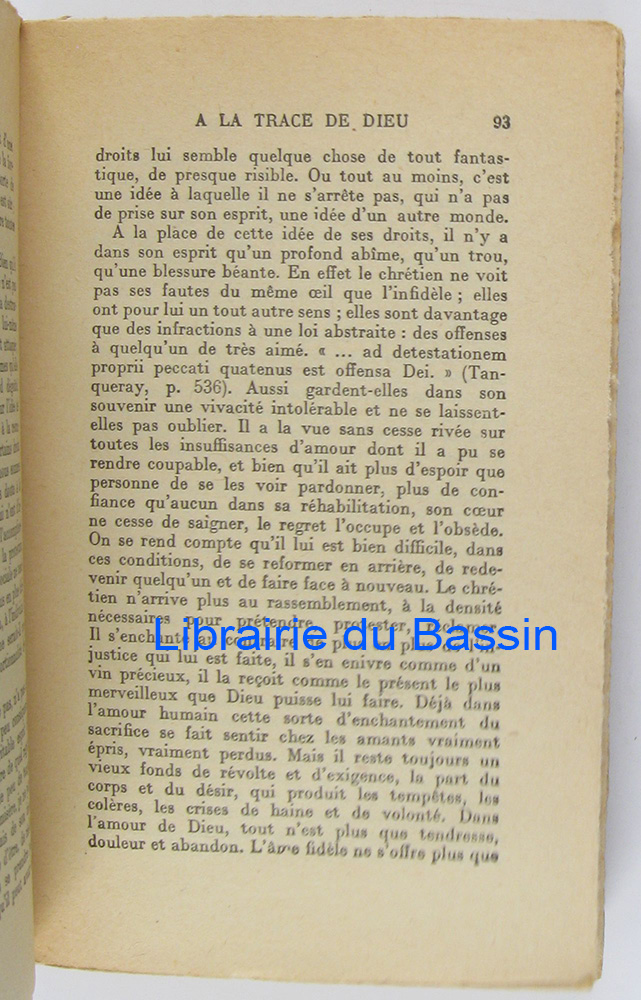 A LA TRACE DE DIEU 93
droits lui semble quelque chose de tout fantas-
tique, de presque risible. Ou tout au moins, c'est
une idée à laquelle il ne s'arrête pas, qui n'a pas
de prise sur son esprit, une idée d'un autre monde.
A la place de cette idée de ses droits, il n'y a
dans son esprit qu'un profond abîme, qu'un trou,
qu'une blessure béante. En effet le chrétien ne voit
pas ses fautes du même œil que l'infidèle ; elles
ont pour lui un tout autre sens ; elles sont davantage
que des infractions à une loi abstraite : des offenses
à quelqu'un de très aimé. « ... ad detestationem
proprii peccati quatenus est offensa Dei. » (Tan-
queray, p. 536). Aussi gardent-elles dans son
souvenir une vivacité intolérable et ne se laissent-
elles pas oublier. Il a la vue sans cesse rivée sur
toutes les insuffisances d'amour dont il a pu se
rendre coupable, et bien qu'il ait plus d'espoir que
personne de se les voir pardonner, plus de con-
fiance qu'aucun dans sa réhabilitation, son cœur
ne cesse de saigner, le regret l'occupe et l'obsède.
On se rend compte qu'il lui est bien difficile, dans
ces conditions, de se reformer en arrière, de rede-
venir quelqu'un et de faire face à nouveau. Le chré-
tien n'arrive plus au rassemblement, à la densité
nécessaires pour prétendre, protester, réclamer.
Il s'enchante au contraire de plus en plus de l'in-
Librairie du Bassin
justice qui lui est faite, il s'en enivre comme d'un
vin précieux, il la reçoit comme le présent le plus
merveilleux que Dieu puisse lui faire. Déjà dans
l'amour humain cette sorte d'enchantement du
sacrifice se fait sentir chez les amants vraiment
épris, vraiment perdus. Mais il reste toujours un
vieux fonds de révolte et d'exigence, la part du
corps et du désir, qui produit les tempêtes, les
colères, les crises de haine et de volonté. Dans
l'amour de Dieu, tout n'est plus que tendresse,
douleur et abandon. L'âme fidèle ne s'offre plus que